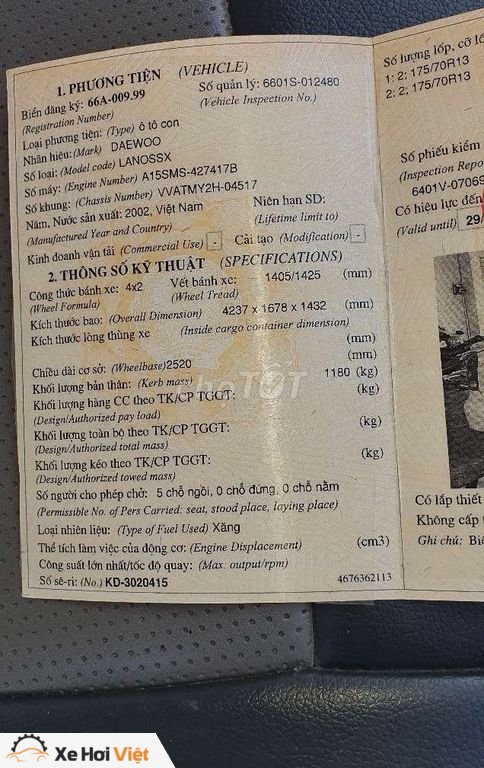 1. PHƯƠNG TIỆN (VEHICLE)
Biển đăng ký: 66A-009.99 Số quản lý: 6601S-012480
(Registration Number) (Vehicle Inspection No.)
Loại phương tiện: (Type) ô tô con
Nhãn hiệu: (Mark) DAEWOO
Số loại: (Model code) LANOSSX
Số máy: (Engine Number) A15SMS-427417B
Số khung: (Chassis Number) VVATMY2H-04517
Năm, Nước sản xuất: 2002, Việt Nam Niên hạn SD:
(Manufactured Year and Country) (Lifetime limit to)
Kinh doanh vận tải (Commercial Use) - Cải tạo (Modification) -
2. THÔNG SỐ KỸ THUẬT (SPECIFICATIONS)
Công thức bánh xe: 4x2 Vết bánh xe: 1405/1425 (mm)
(Wheel Formula) (Wheel Tread)
Kích thước bao: (Overall Dimension) 4237 x 1678 x 1432 (mm)
Kích thước lòng thùng xe (Inside cargo container dimension)
(mm)
Chiều dài cơ sở: (Wheelbase) 2520 (mm)
Khối lượng bản thân: (Kerb mass) 1180 (kg)
Khối lượng hàng CC theo TK/CP TGGT: (kg)
(Design/Authorized pay load)
Khối lượng toàn bộ theo TK/CP TGGT: (kg)
(Design/Authorized total mass)
Khối lượng kéo theo TK/CP TGGT: (kg)
(Design/Authorized towed mass)
Số người cho phép chở: 5 chỗ ngồi, 0 chỗ đứng, 0 chỗ nằm
(Permissible No. of Pers Carried: seat, stood place, laying place)
Loại nhiên liệu: (Type of Fuel Used) Xăng
Thể tích làm việc của động cơ: (Engine Displacement) (cm3)
Công suất lớn nhất/tốc độ quay: (Max. output/rpm)
Số sê-ri: (No.) KD-3020415 4676362113
Số lượng lốp, cỡ lố
1: 2; 175/70R13
2: 2; 175/70R13
Số phiếu kiểm
(Inspection Repo
6401V-07069
Có hiệu lực đến
(Valid until) 29/
Có lắp thiết
Không cấp t
Ghi chú: Biể
Chợ TỐT
Xe Hơi Việt